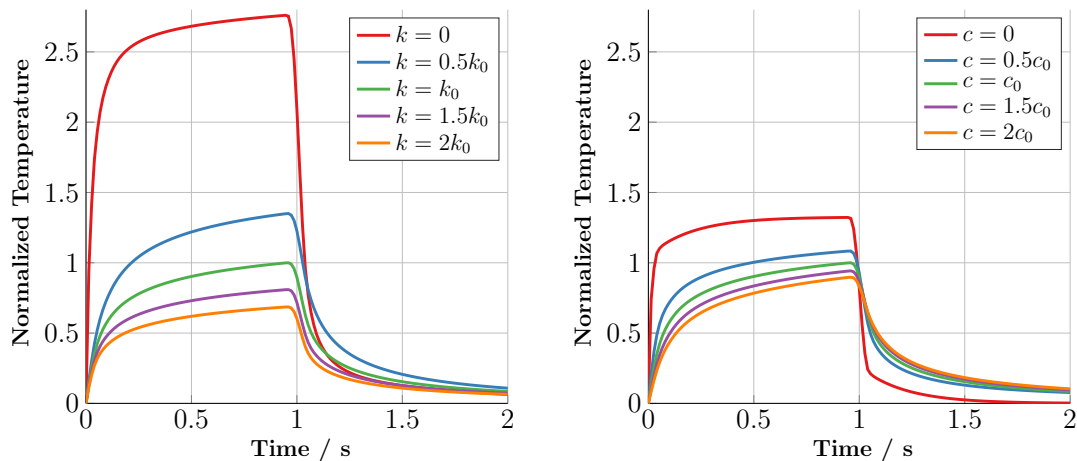 Normalized Temperature
2.5
2
1.5
1
0.5
0
0
0.5
1
1.5
2
Time / s
k = 0
k = 0.5k₀
k = k₀
k = 1.5k₀
k = 2k₀
Normalized Temperature
2.5
2
1.5
1
0.5
0
0
0.5
1
1.5
2
Time / s
c = 0
c = 0.5c₀
c = c₀
c = 1.5c₀
c = 2c₀